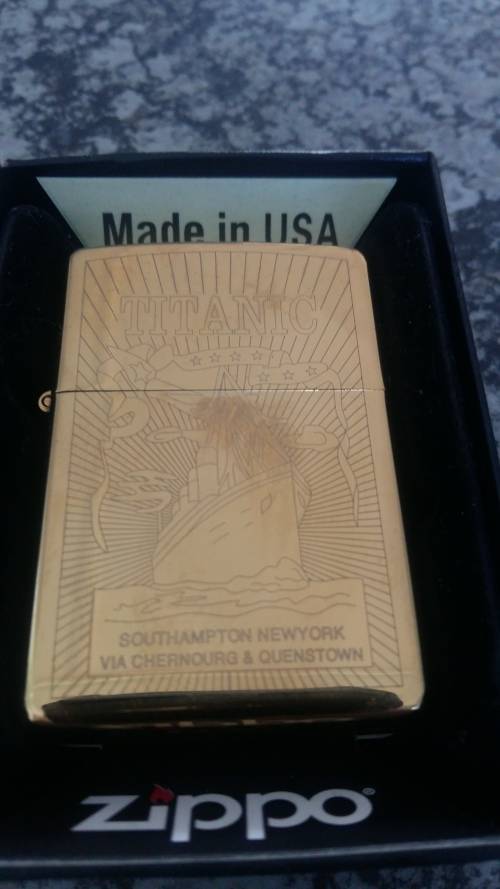 Made in USA
TITANIC
SOUTHAMPTON NEWYORK
VIA CHERNOURG & QUENSTOWN
zippo®